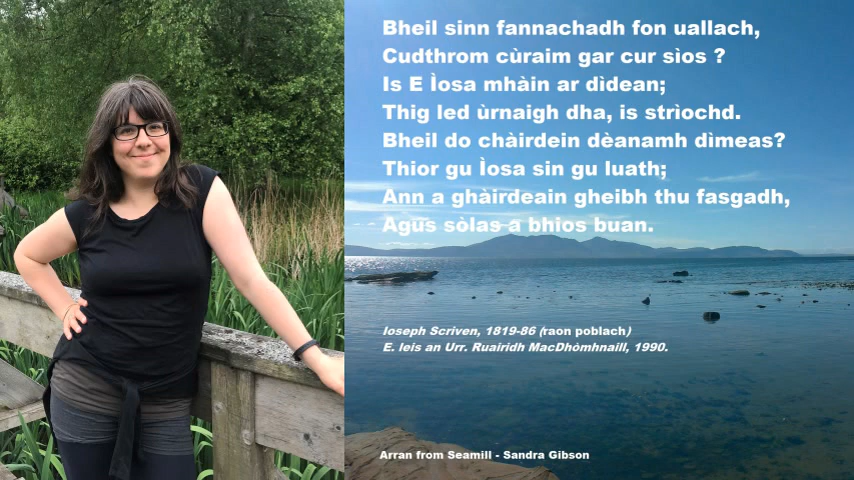 Bheil sinn fannachadh fon uallach,
Cudthrom cùraim gar cur sìos ?
Is E Ìosa mhàin ar dìdean;
Thig led ùrnaigh dha, is strìochd.
Bheil do chàirdein dèanamh dìmeas?
Thior gu Ìosa sin gu luath;
Ann a ghàirdeain gheibh thu fasgadh,
Agus sòlas a bhios buan.
Ioseph Scriven, 1819-86 (raon poblach)
E. leis an Urr. Ruairidh MacDhòmhnaill, 1990.
Arran from Seamill - Sandra Gibson